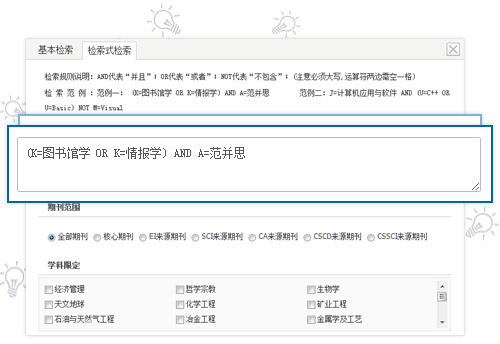 基本检索 检索式检索
检索规则说明：AND代表“并且”；OR代表“或者”；NOT代表“不包含”；(注意必须大写，运算符两边需空一格)
检 索 范 例 ：范例一： (K=图书馆学 OR K=情报学) AND A=范并思 范例二：J=计算机应用与软件 AND (U=C++ OR
U=Basic) NOT M=Visual
(K=图书馆学 OR K=情报学) AND A=范并思
期刊范围
全部期刊 核心期刊 EI来源期刊 SCI来源期刊 CA来源期刊 CSCD来源期刊 CSSCI来源期刊
学科限定
经济管理 哲学宗教 生物学
天文地球 化学工程 矿业工程
石油与天然气工程 冶金工程 金属学及工艺